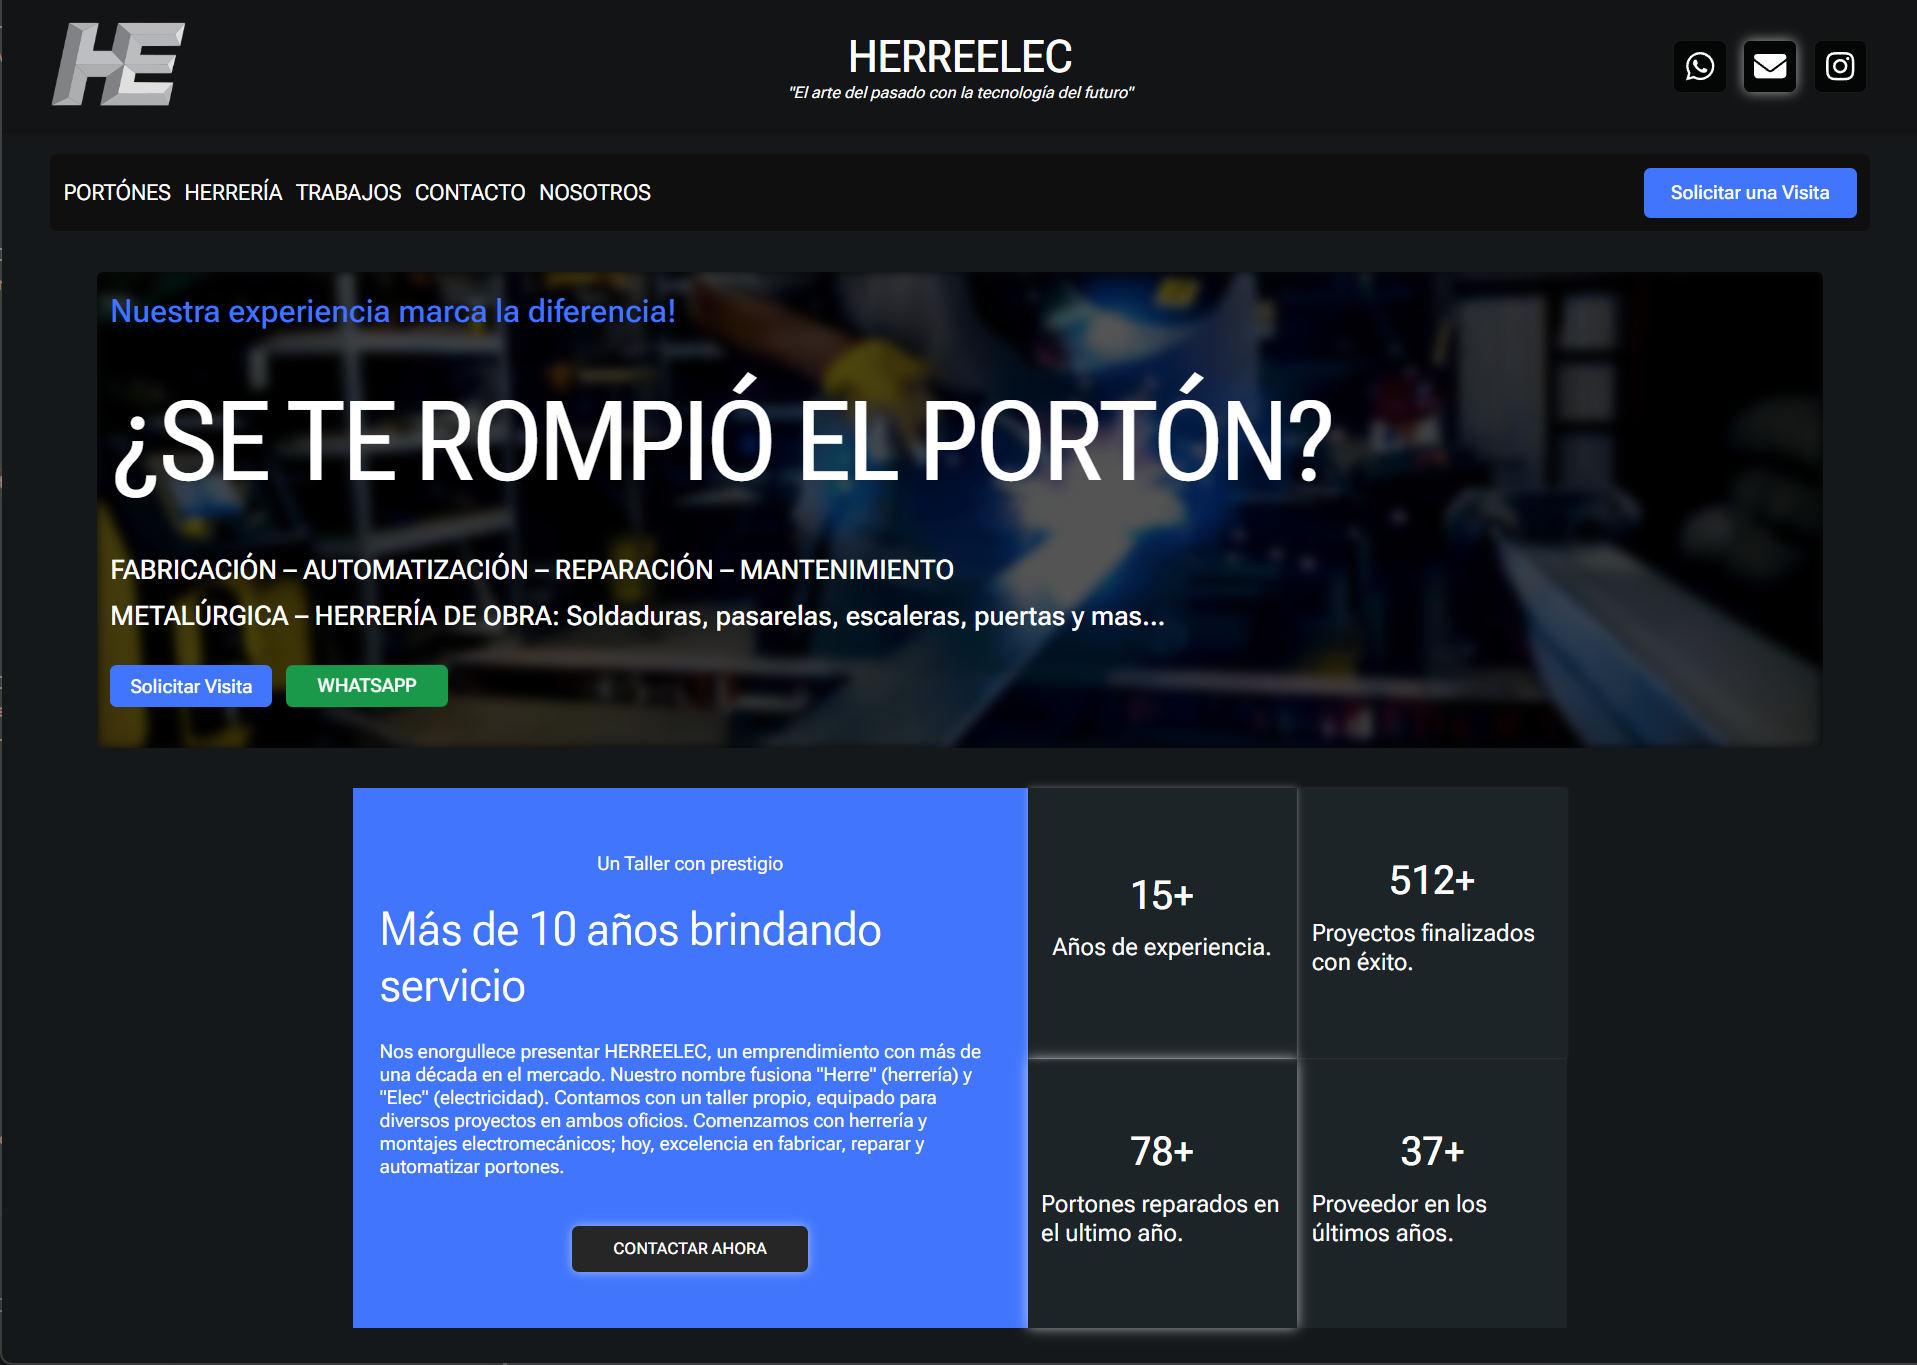 HE
HERREELEC
"El arte del pasado con la tecnología del futuro"
PORTÓNES HERRERÍA TRABAJOS CONTACTO NOSOTROS
Solicitar una Visita
Nuestra experiencia marca la diferencia!
¿SE TE ROMPIÓ EL PORTÓN?
FABRICACIÓN – AUTOMATIZACIÓN – REPARACIÓN – MANTENIMIENTO
METALÚRGICA – HERRERÍA DE OBRA: Soldaduras, pasarelas, escaleras, puertas y mas...
Solicitar Visita
WHATSAPP
Un Taller con prestigio
Más de 10 años brindando
servicio
Nos enorgullece presentar HERREELEC, un emprendimiento con más de
una década en el mercado. Nuestro nombre fusiona "Herre" (herrería) y
"Elec" (electricidad). Contamos con un taller propio, equipado para
diversos proyectos en ambos oficios. Comenzamos con herrería y
montajes electromecánicos; hoy, excelencia en fabricar, reparar y
automatizar portones.
CONTACTAR AHORA
15+
Años de experiencia.
512+
Proyectos finalizados
con éxito.
78+
Portones reparados en
el ultimo año.
37+
Proveedor en los
últimos años.